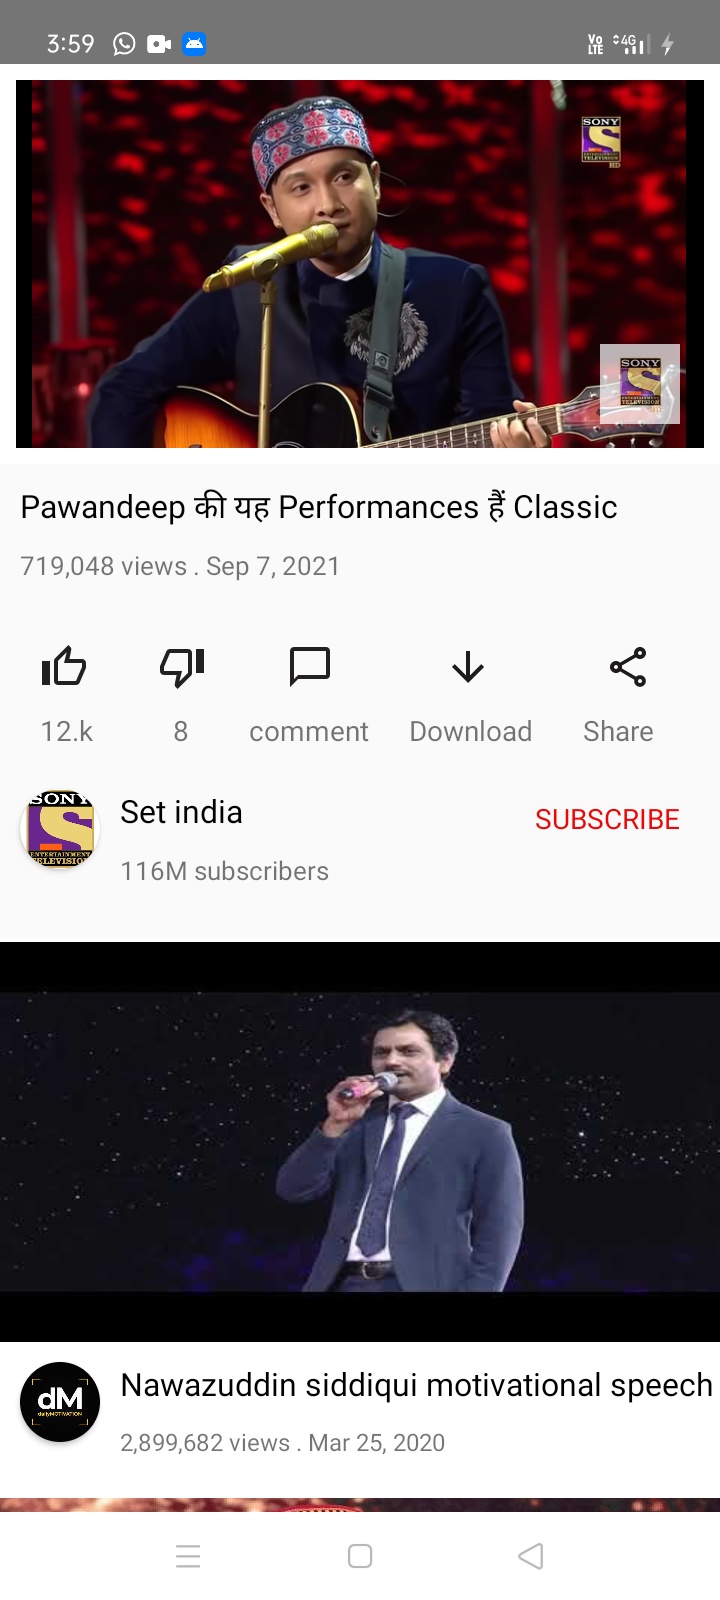 3:59
Vo
LTE
4G
SONY
S
ENTERTAINMENT
TELEVISION
HD
SONY
S
ENTERTAINMENT
TELEVISION
HD
Pawandeep की यह Performances हैं Classic
719,048 views . Sep 7, 2021
12.k
8
comment
Download
Share
SONY
S
ENTERTAINMENT
TELEVISION
Set india
SUBSCRIBE
116M subscribers
dM
dailyMOTIVATION
Nawazuddin siddiqui motivational speech
2,899,682 views . Mar 25, 2020